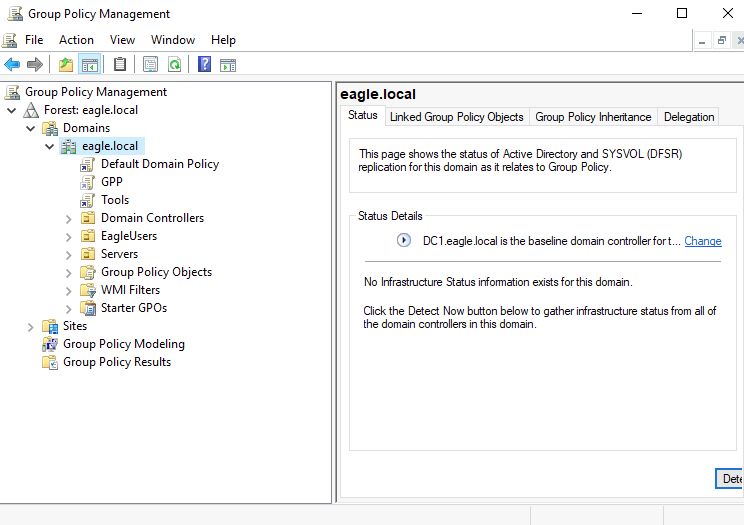 Group Policy Management
File Action View Window Help
Group Policy Management
Forest: eagle.local
Domains
eagle.local
Default Domain Policy
GPP
Tools
Domain Controllers
EagleUsers
Servers
Group Policy Objects
WMI Filters
Starter GPOs
Sites
Group Policy Modeling
Group Policy Results
eagle.local
Status Linked Group Policy Objects Group Policy Inheritance Delegation
This page shows the status of Active Directory and SYSVOL (DFSR)
replication for this domain as it relates to Group Policy.
Status Details
DC1.eagle.local is the baseline domain controller for t... Change
No Infrastructure Status information exists for this domain.
Click the Detect Now button below to gather infrastructure status from all of
the domain controllers in this domain.